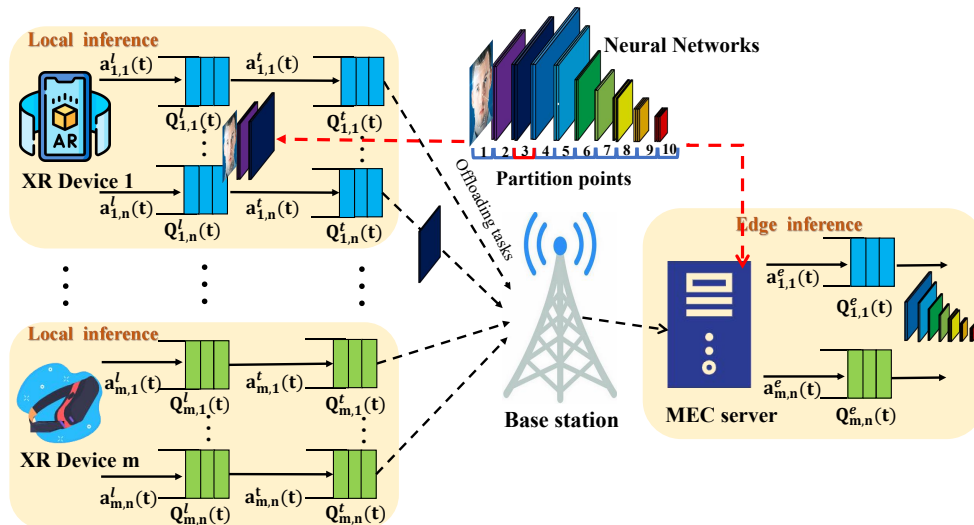 Local inference
a^l_{1,1}(t)
a^t_{1,1}(t)
Q^l_{1,1}(t)
Q^t_{1,1}(t)
AR
XR Device 1
a^l_{1,n}(t)
a^t_{1,n}(t)
Q^l_{1,n}(t)
Q^t_{1,n}(t)
Offloading tasks
Neural Networks
1 2 3 4 5 6 7 8 9 10
Partition points
Local inference
a^l_{m,1}(t)
a^t_{m,1}(t)
Q^l_{m,1}(t)
Q^t_{m,1}(t)
XR Device m
a^l_{m,n}(t)
a^t_{m,n}(t)
Q^l_{m,n}(t)
Q^t_{m,n}(t)
Base station
Edge inference
a^e_{1,1}(t)
Q^e_{1,1}(t)
a^e_{m,n}(t)
Q^e_{m,n}(t)
MEC server